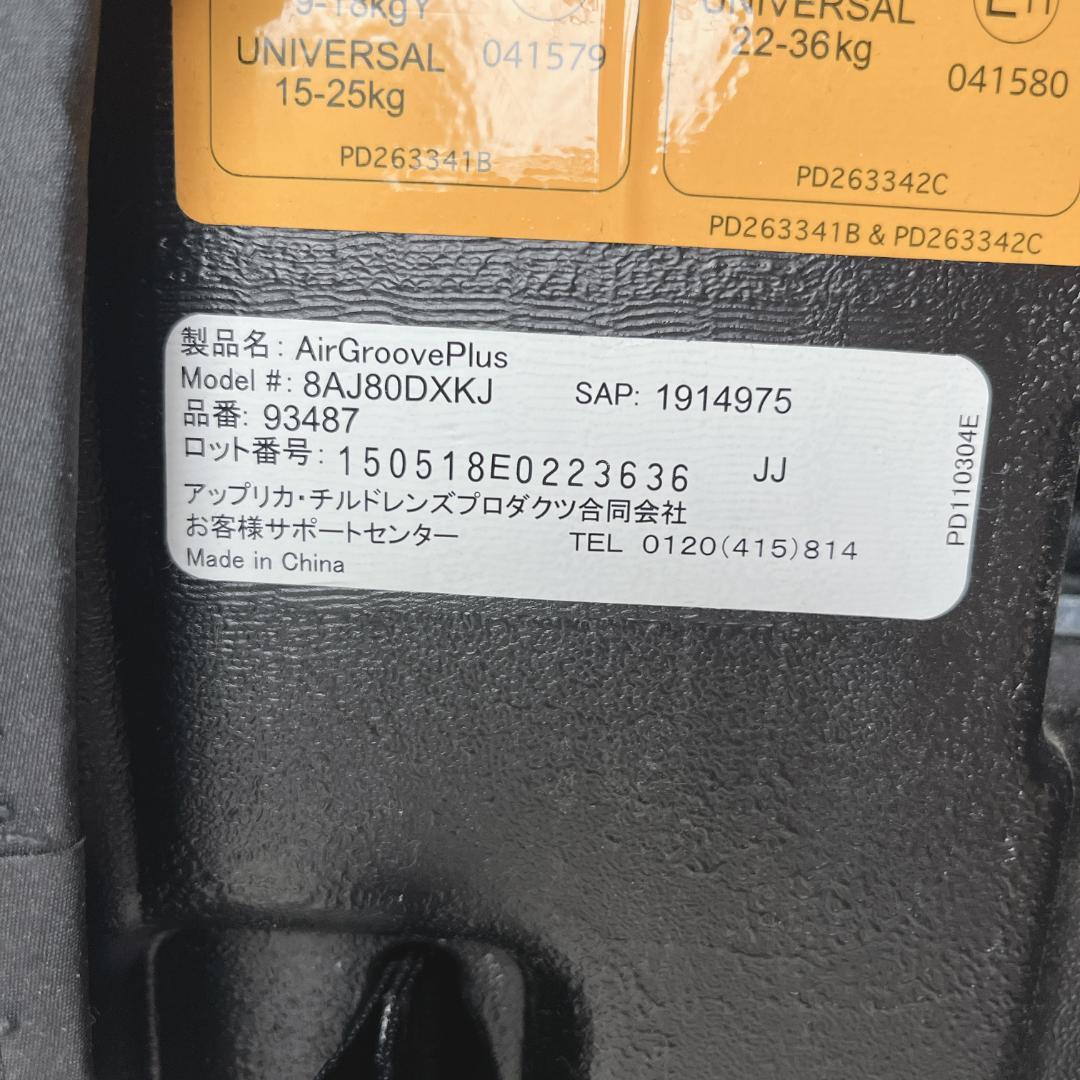 9-18kgY
UNIVERSAL 041579
15-25kg
PD263341B
UNIVERSAL E11
22-36kg
041580
PD263342C
PD263341B & PD263342C
製品名: AirGroovePlus
Model #: 8AJ80DXKJ SAP: 1914975
品番: 93487
ロット番号: 150518E0223636 JJ
アップリカ・チルドレンズプロダクツ合同会社
お客様サポートセンター TEL 0120(415)814
Made in China
PD110304E